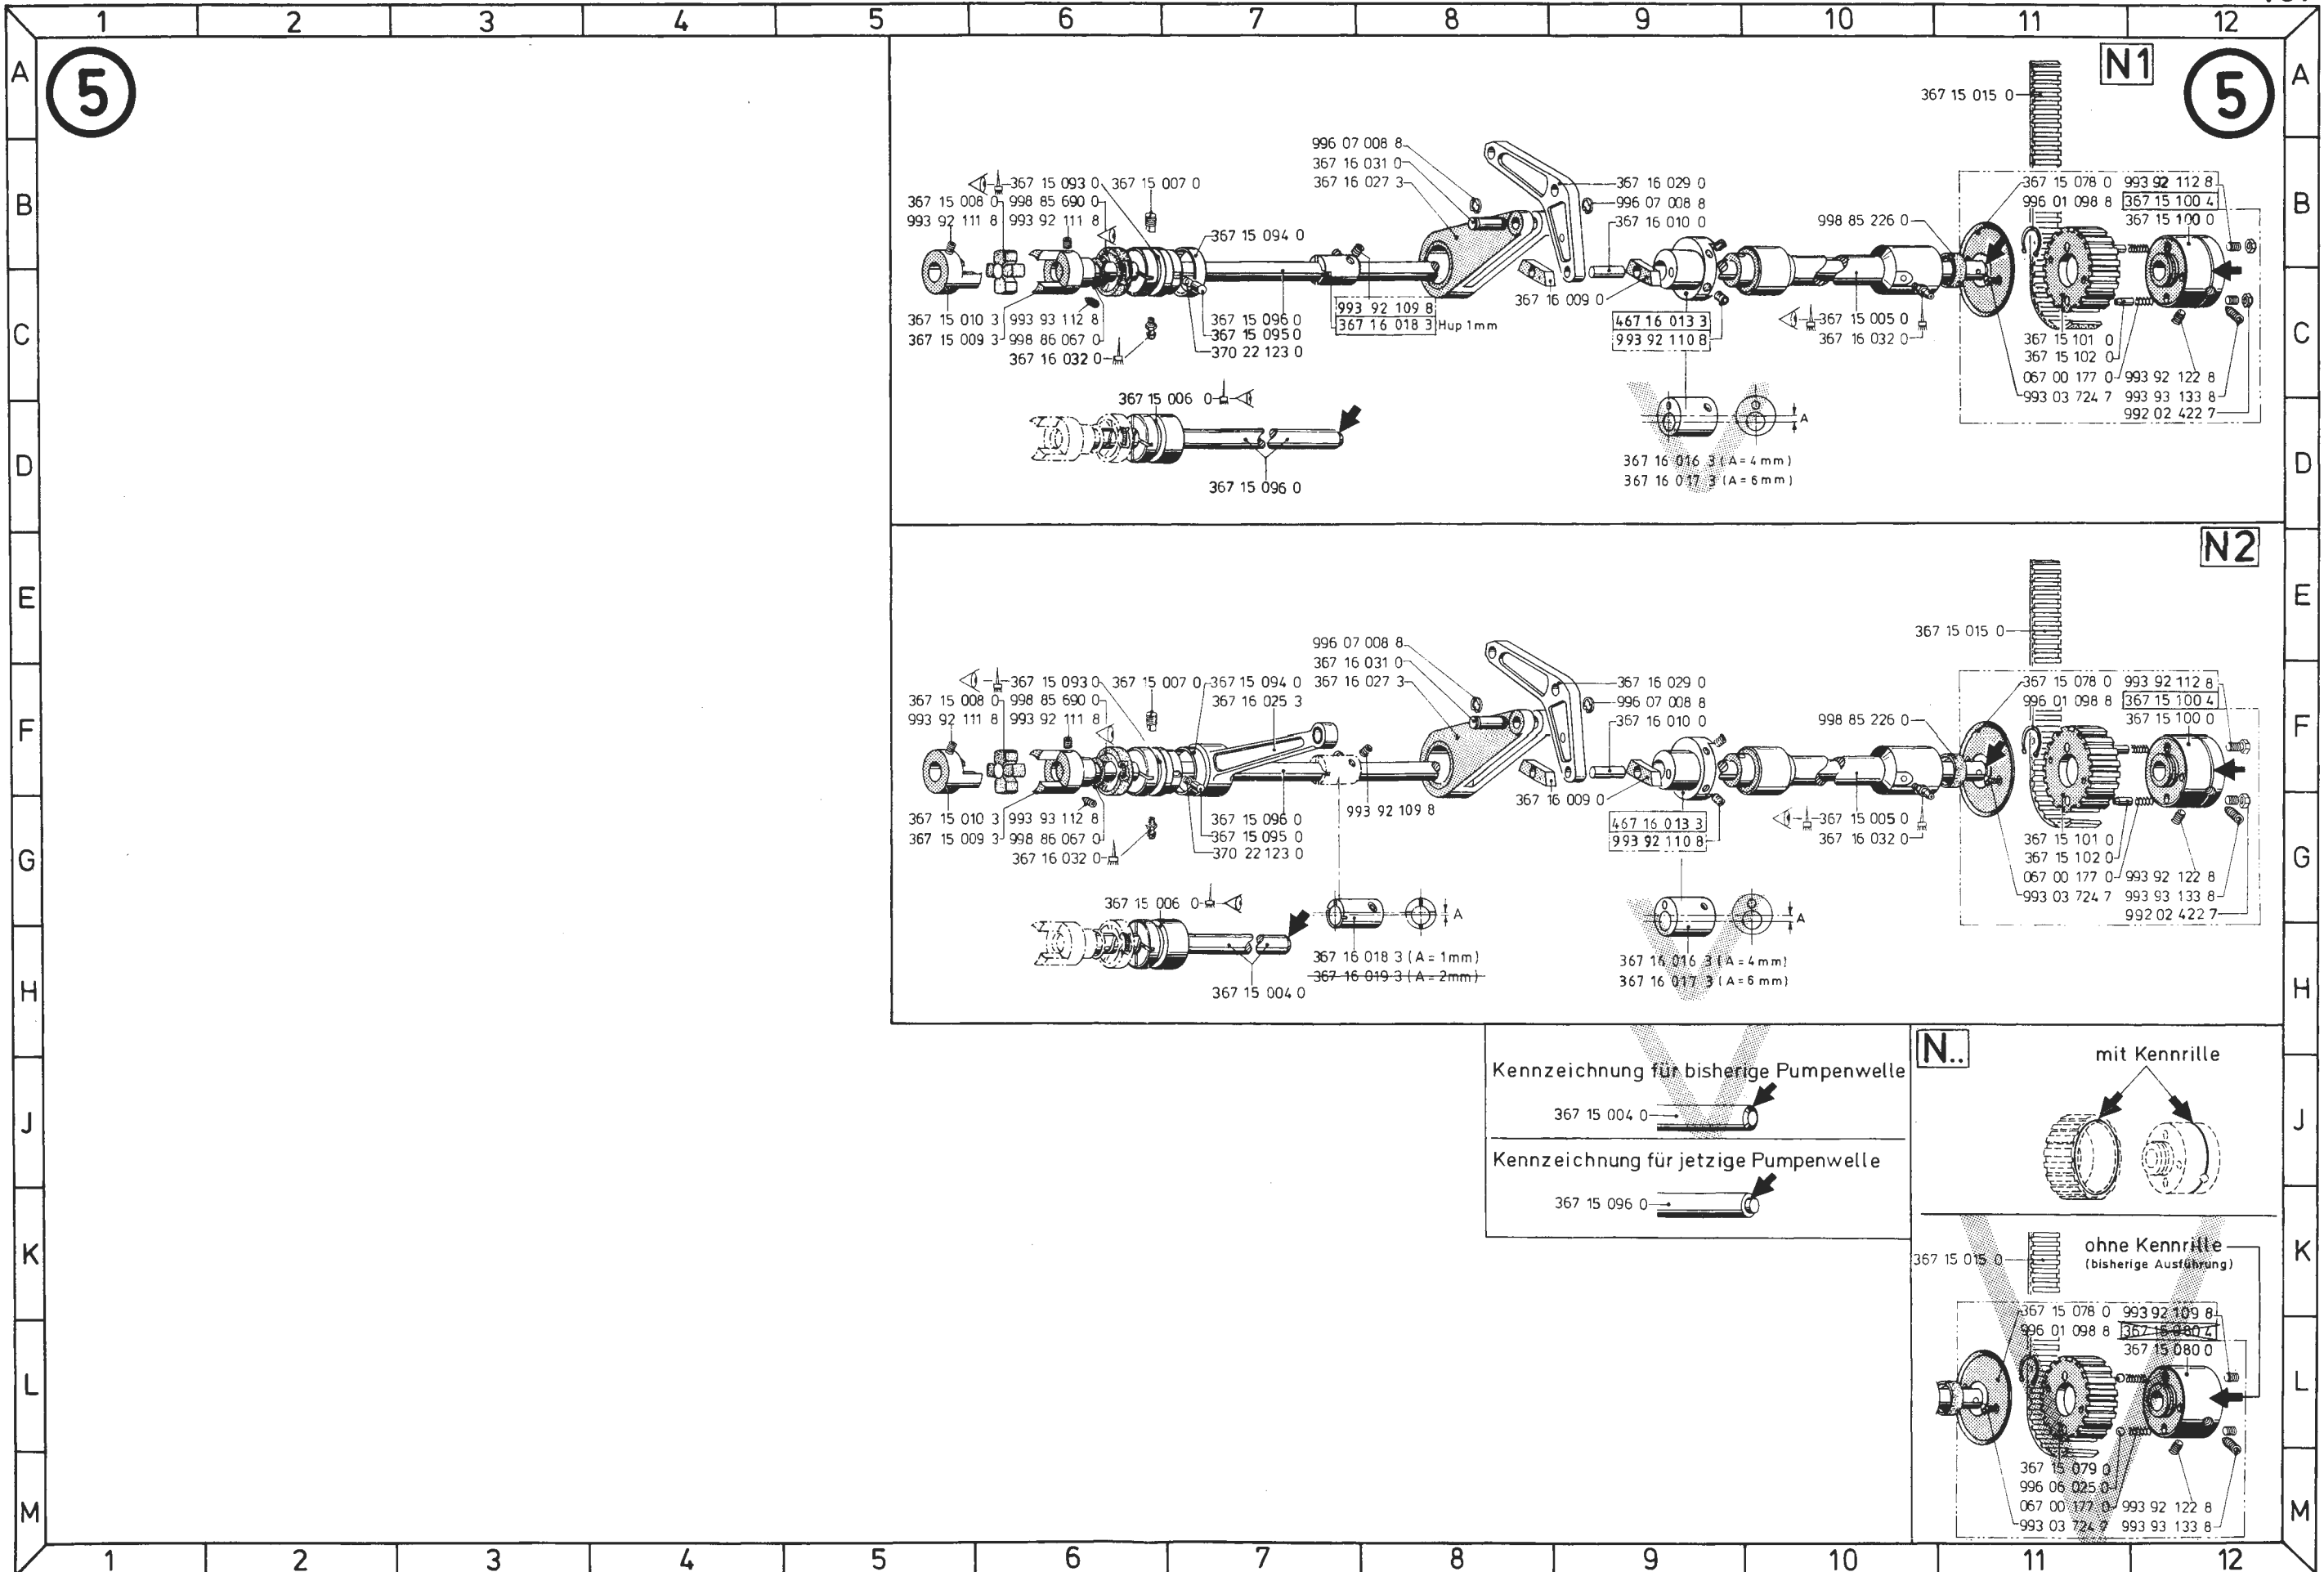 1 2 3 4 5 6 7 8 9 10 11 12
A
B
C
D
E
F
G
H
J
K
L
M
5
N1
5
367 15 015 0
996 07 008 8
367 16 031 0
367 16 027 3
367 16 029 0
996 07 008 8
367 16 010 0
367 15 093 0 367 15 007 0
367 15 008 0 998 85 690 0
993 92 111 8 993 92 111 8
367 15 094 0
998 85 226 0
367 15 078 0 993 92 112 8
996 01 098 8 367 15 100 4
367 15 100 0
367 16 009 0
993 92 109 8
367 16 018 3 Hup 1mm
367 15 010 3 993 93 112 8
367 15 009 3 998 86 067 0
367 16 032 0
367 15 096 0
367 15 095 0
370 22 123 0
467 16 013 3
993 92 110 8
367 15 005 0
367 16 032 0
367 15 101 0
367 15 102 0
067 00 177 0 993 92 122 8
993 03 724 7 993 93 133 8
992 02 422 7
367 15 006 0
367 15 096 0
A
367 16 016 3 (A = 4mm)
367 16 017 3 (A = 6mm)
N2
367 15 015 0
996 07 008 8
367 16 031 0
367 16 027 3
367 16 029 0
996 07 008 8
367 16 010 0
367 15 093 0 367 15 007 0 367 15 094 0
367 15 008 0 998 85 690 0 367 16 025 3
993 92 111 8 993 92 111 8
998 85 226 0
367 15 078 0 993 92 112 8
996 01 098 8 367 15 100 4
367 15 100 0
367 16 009 0
993 92 109 8
367 15 010 3 993 93 112 8
367 15 009 3 998 86 067 0
367 16 032 0
367 15 096 0
367 15 095 0
370 22 123 0
467 16 013 3
993 92 110 8
367 15 005 0
367 16 032 0
367 15 101 0
367 15 102 0
067 00 177 0 993 92 122 8
993 03 724 7 993 93 133 8
992 02 422 7
367 15 006 0
367 15 004 0
A
367 16 018 3 (A = 1mm)
367 16 019 3 (A = 2mm)
A
367 16 016 3 (A = 4mm)
367 16 017 3 (A = 6mm)
Kennzeichnung für bisherige Pumpenwelle
367 15 004 0
Kennzeichnung für jetzige Pumpenwelle
367 15 096 0
N..
mit Kennrille
ohne Kennrille
(bisherige Ausführung)
367 15 015 0
367 15 078 0 993 92 109 8
996 01 098 8 367 15 080 4
367 15 080 0
367 15 079 0
996 06 025 0
067 00 177 0 993 92 122 8
993 03 724 7 993 93 133 8
A
B
C
D
E
F
G
H
J
K
L
M
1 2 3 4 5 6 7 8 9 10 11 12